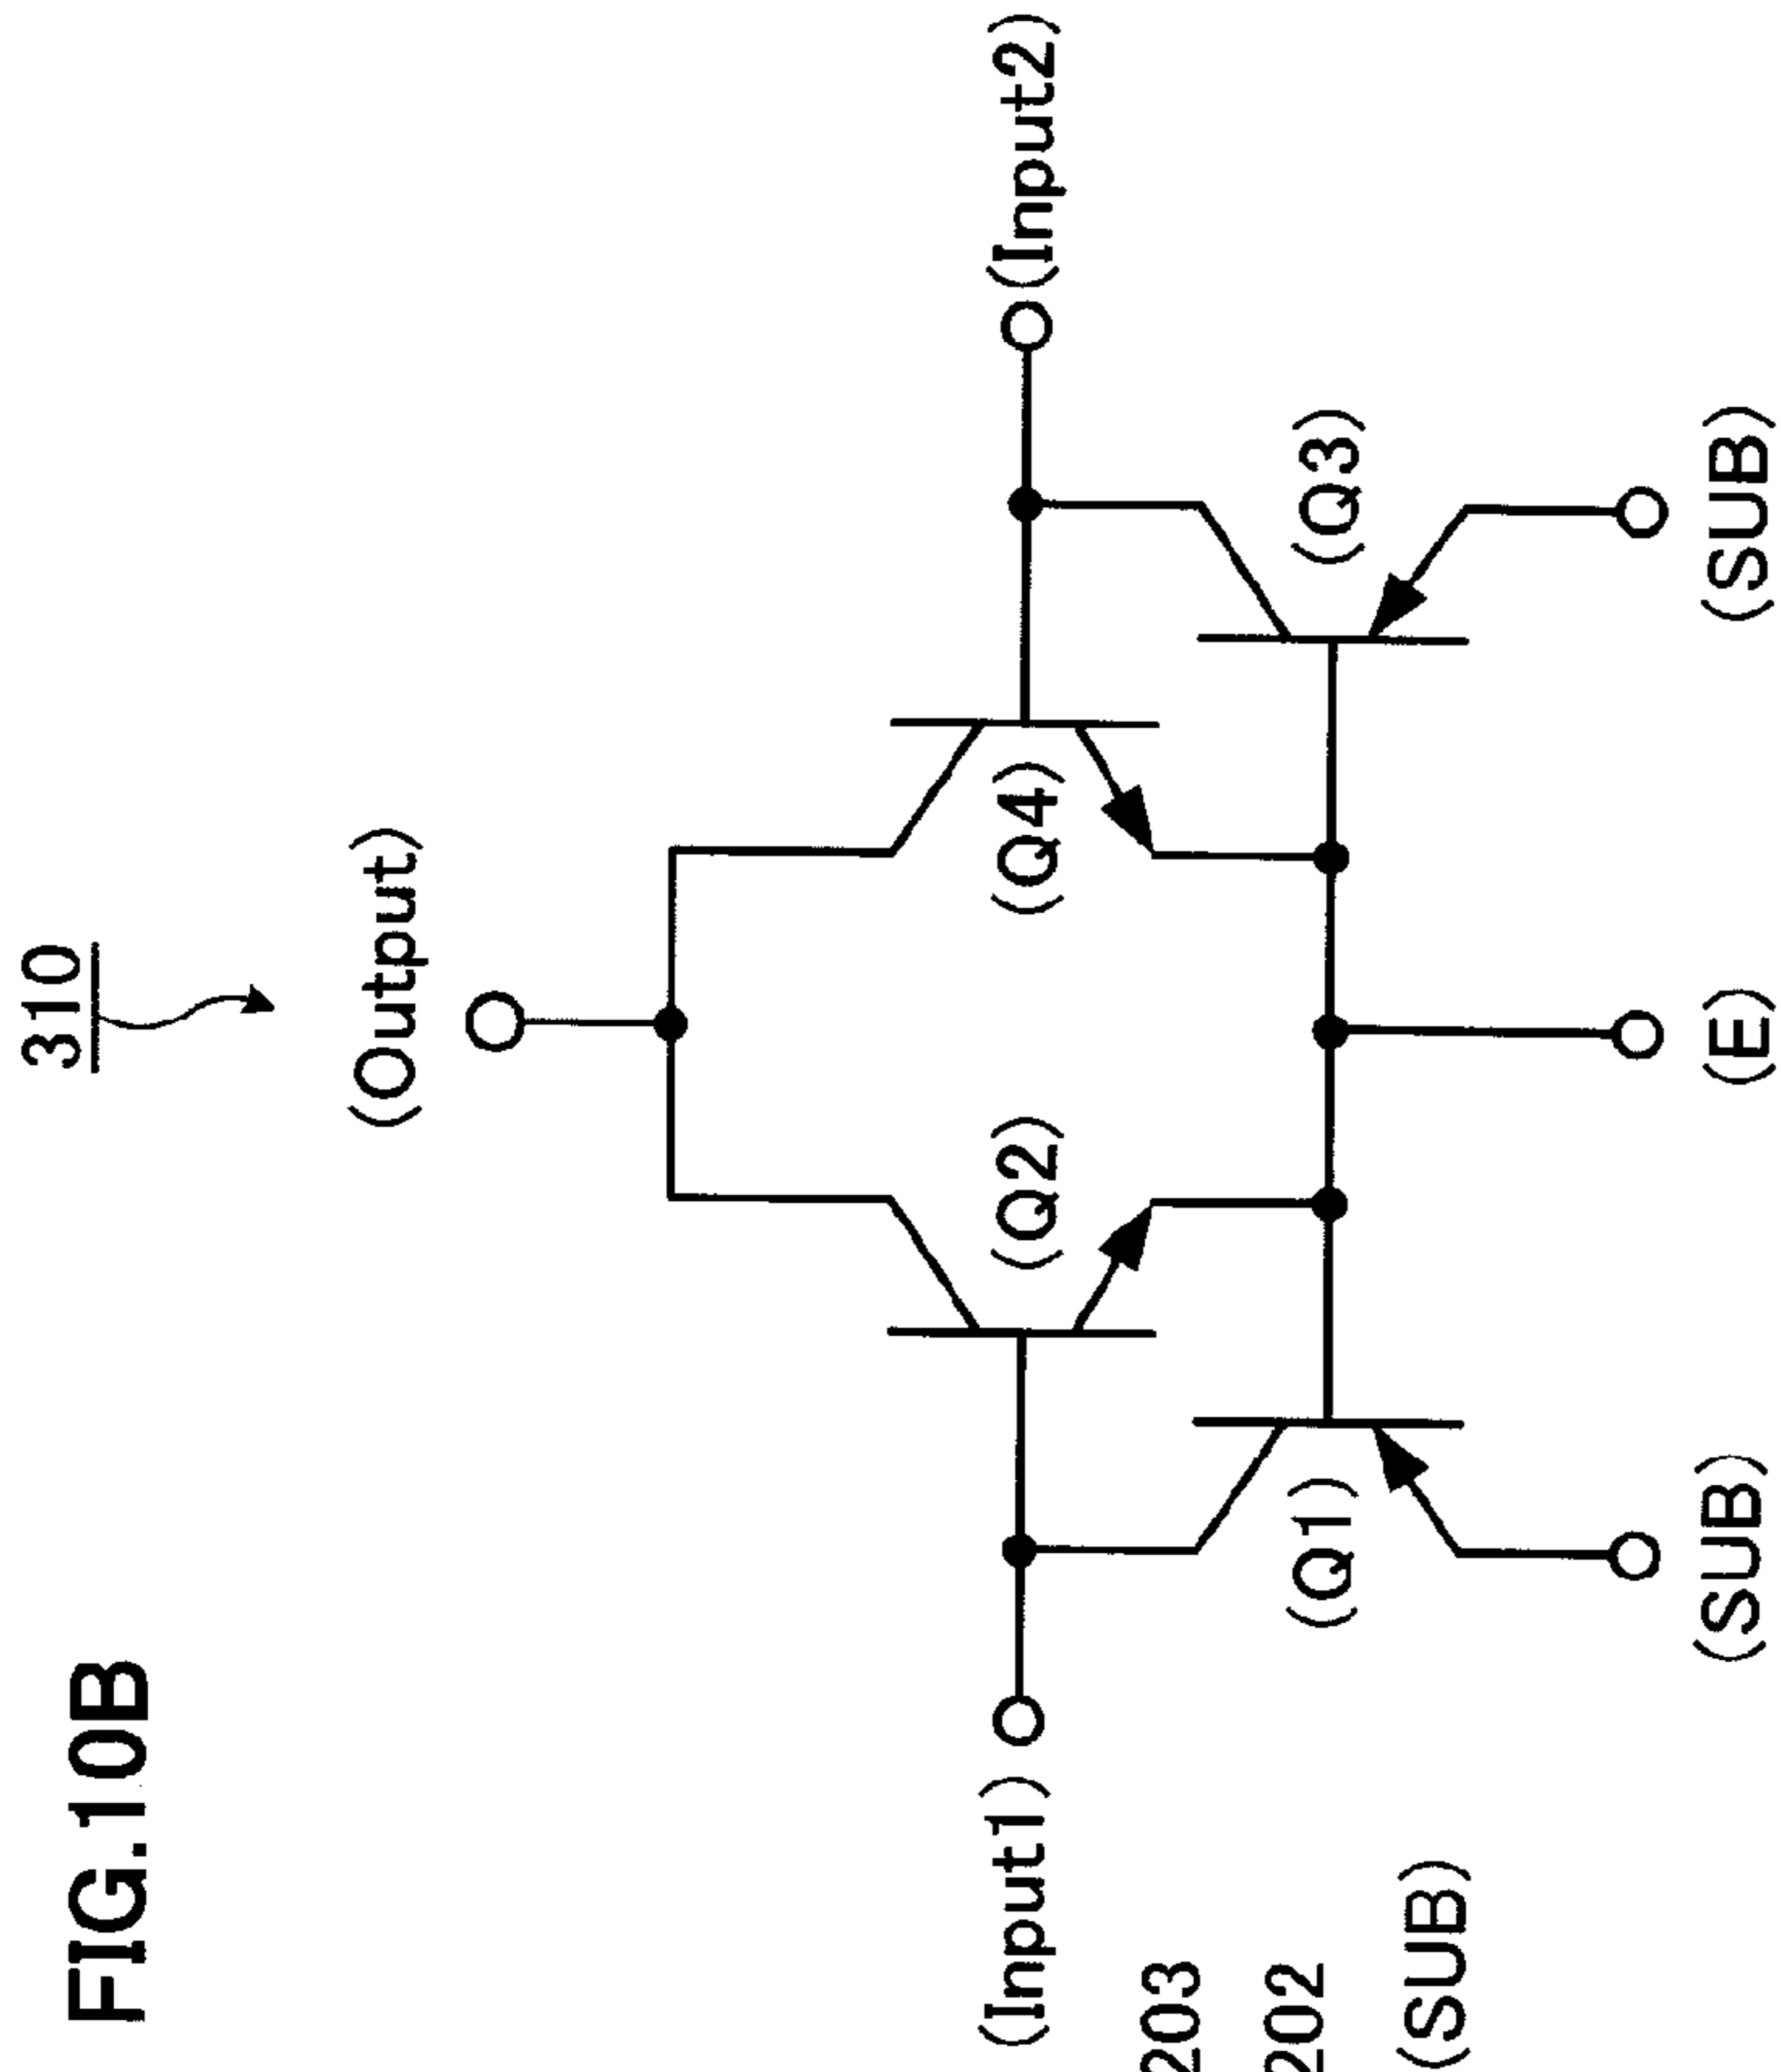 FIG.10B
310
(Output)
(Input1)
(Q2)
(Q4)
(Input2)
203
202
(Q1)
(Q3)
(SUB)
(SUB)
(E)
(SUB)